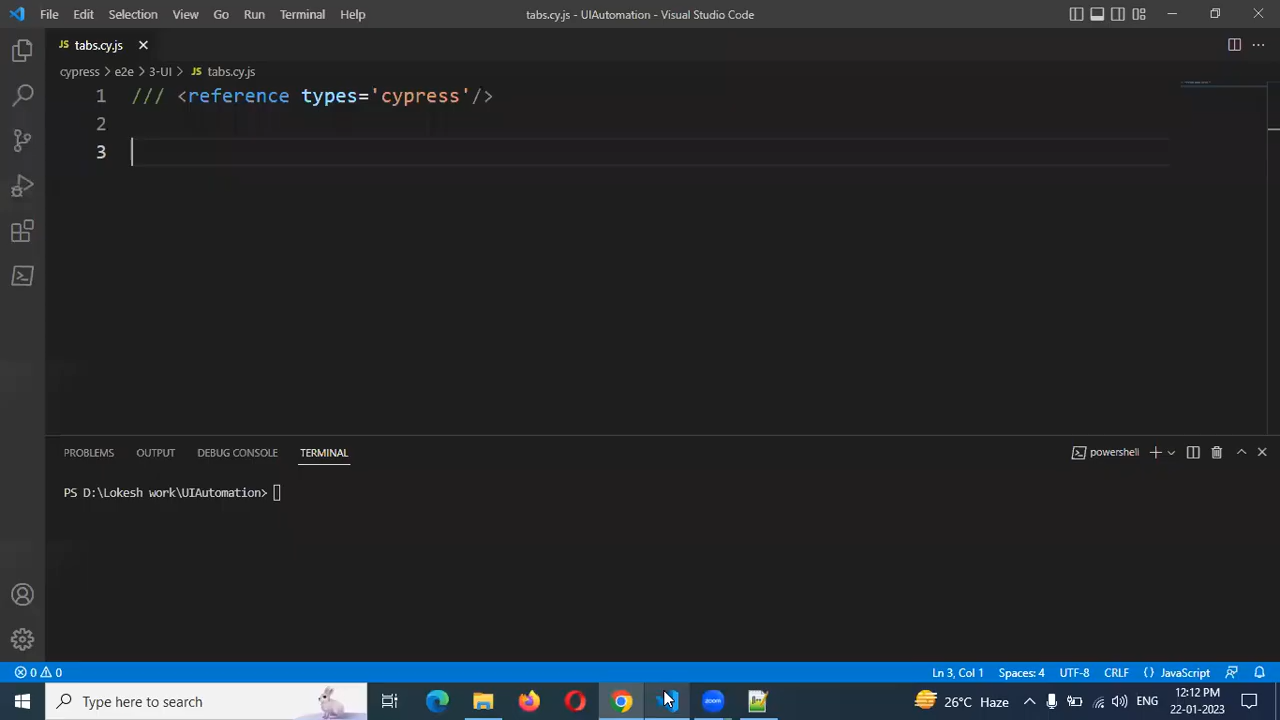 File Edit Selection View Go Run Terminal Help
tabs.cy.js - UIAutomation - Visual Studio Code
JS tabs.cy.js
cypress > e2e > 3-UI > JS tabs.cy.js
1 /// <reference types='cypress'/>
2
3
PROBLEMS OUTPUT DEBUG CONSOLE TERMINAL
powershell
PS D:\Lokesh work\UIAutomation>
0 0
Ln 3, Col 1 Spaces: 4 UTF-8 CRLF {} JavaScript
Type here to search
zoom
26°C Haze
ENG
12:12 PM
22-01-2023